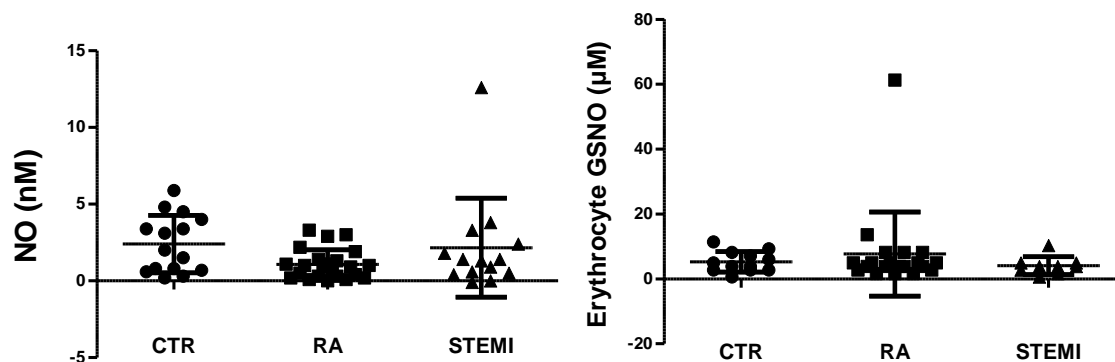 NO (nM)
15
10
5
0
-5
CTR RA STEMI
Erythrocyte GSNO (µM)
80
60
40
20
0
-20
CTR RA STEMI